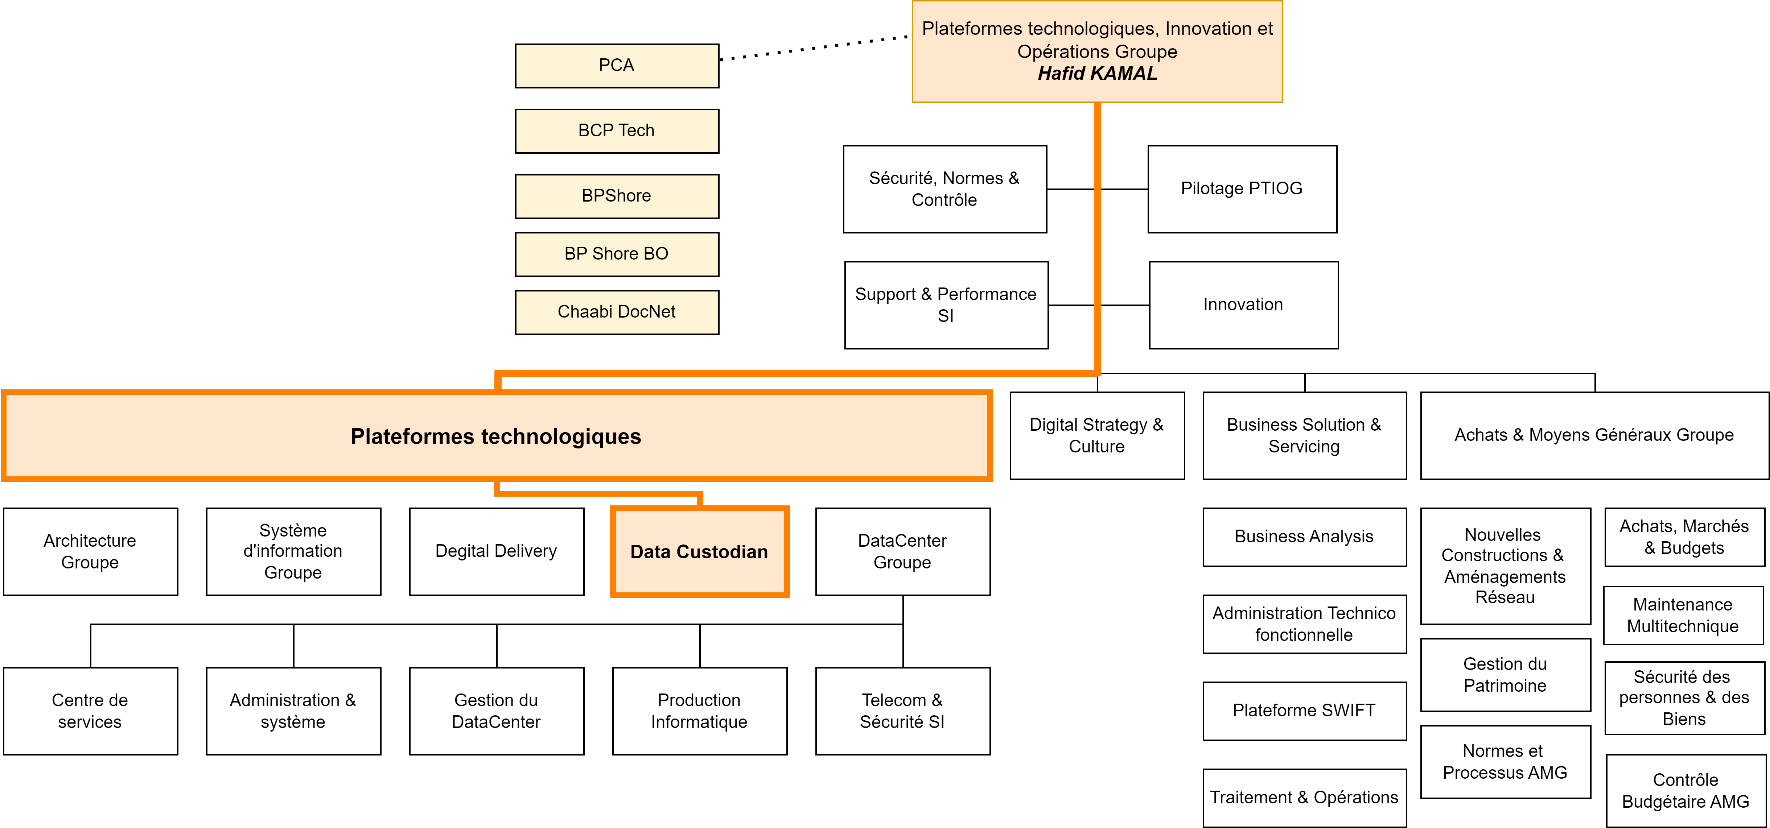 Plateformes technologiques, Innovation et
Opérations Groupe
Hafid KAMAL
PCA
BCP Tech
BPShore
BP Shore BO
Chaabi DocNet
Sécurité, Normes &
Contrôle
Pilotage PTIOG
Support & Performance
SI
Innovation
Plateformes technologiques
Digital Strategy &
Culture
Business Solution &
Servicing
Achats & Moyens Généraux Groupe
Architecture
Groupe
Système
d'information
Groupe
Degital Delivery
Data Custodian
DataCenter
Groupe
Centre de
services
Administration &
système
Gestion du
DataCenter
Production
Informatique
Telecom &
Sécurité SI
Business Analysis
Administration Technico
fonctionnelle
Plateforme SWIFT
Traitement & Opérations
Nouvelles
Constructions &
Aménagements
Réseau
Gestion du
Patrimoine
Normes et
Processus AMG
Achats, Marchés
& Budgets
Maintenance
Multitechnique
Sécurité des
personnes & des
Biens
Contrôle
Budgétaire AMG